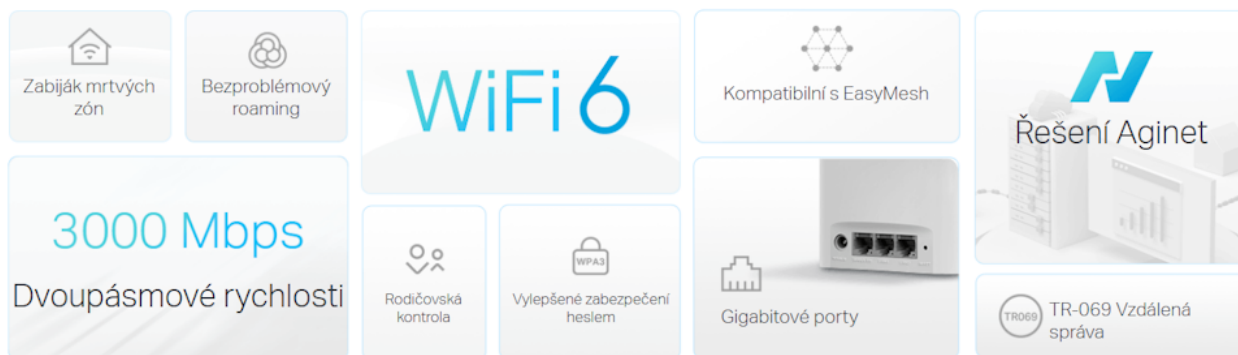 Zabiják mrtvých
zón
Bezproblémový
roaming
WiFi 6
Kompatibilní s EasyMesh
Řešení Aginet
3000 Mbps
Dvoupásmové rychlosti
Rodičovská
kontrola
WPA3
Vylepšené zabezpečení
heslem
Gigabitové porty
TR069
TR-069 Vzdálená
správa